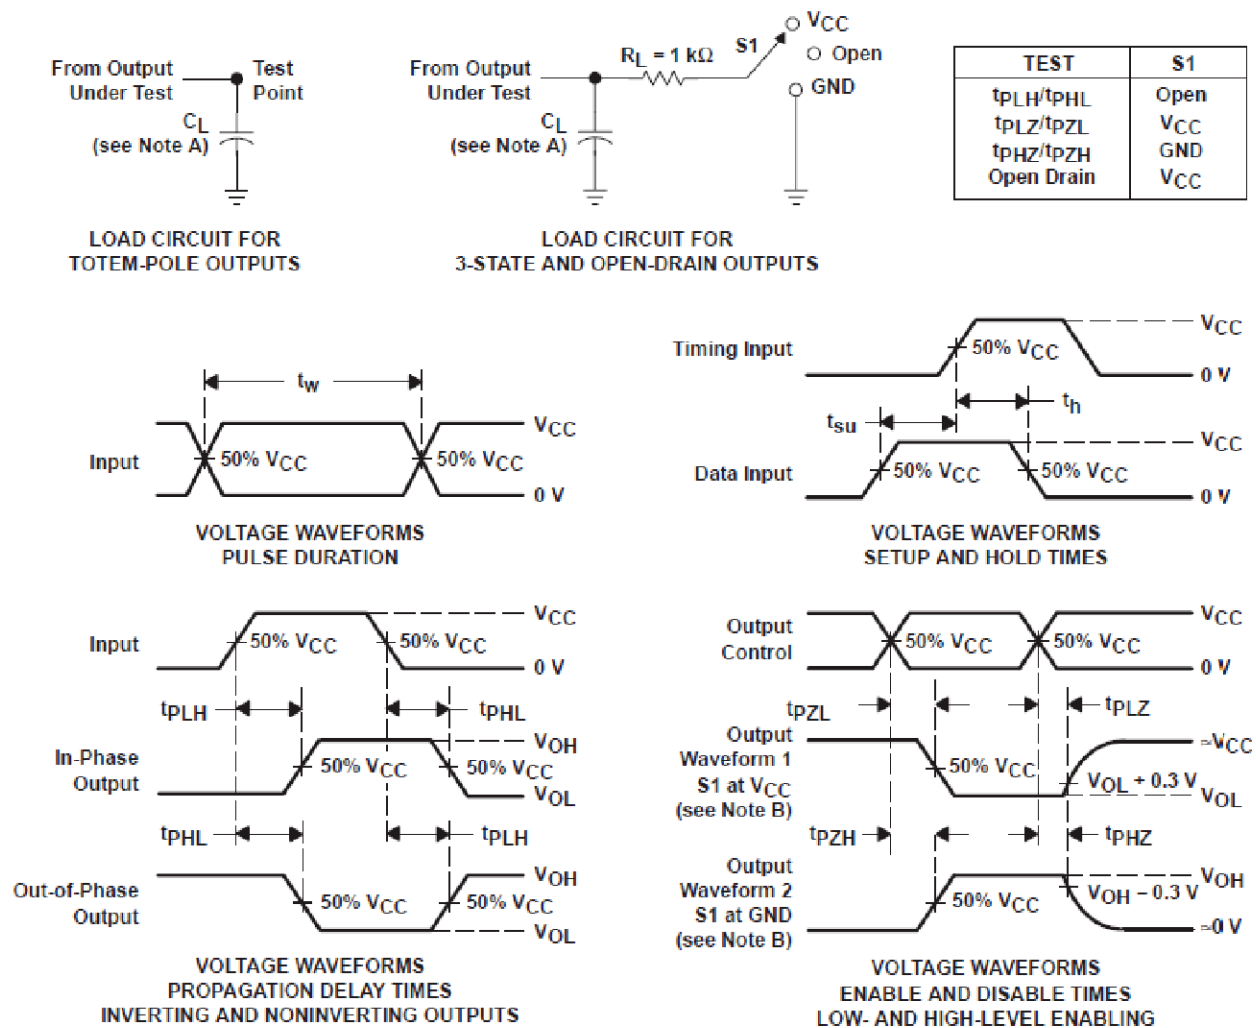 From Output
Under Test
Test
Point
CL
(see Note A)
LOAD CIRCUIT FOR
TOTEM-POLE OUTPUTS
From Output
Under Test
RL = 1 kΩ
S1
VCC
Open
GND
CL
(see Note A)
LOAD CIRCUIT FOR
3-STATE AND OPEN-DRAIN OUTPUTS
TEST S1
tPLH/tPHL Open
tPLZ/tPZL VCC
tPHZ/tPZH GND
Open Drain VCC
tw
Input
50% VCC
50% VCC
VCC
0 V
VOLTAGE WAVEFORMS
PULSE DURATION
Timing Input
50% VCC
VCC
0 V
tsu
th
Data Input
50% VCC
50% VCC
VCC
0 V
VOLTAGE WAVEFORMS
SETUP AND HOLD TIMES
Input
50% VCC
50% VCC
VCC
0 V
tPLH
tPHL
In-Phase
Output
50% VCC
50% VCC
VOH
VOL
tPHL
tPLH
Out-of-Phase
Output
50% VCC
50% VCC
VOH
VOL
VOLTAGE WAVEFORMS
PROPAGATION DELAY TIMES
INVERTING AND NONINVERTING OUTPUTS
Output
Control
50% VCC
50% VCC
VCC
0 V
tPZL
tPLZ
Output
Waveform 1
S1 at VCC
(see Note B)
50% VCC
VOL + 0.3 V
≈VCC
VOL
tPZH
tPHZ
Output
Waveform 2
S1 at GND
(see Note B)
50% VCC
VOH − 0.3 V
VOH
≈0 V
VOLTAGE WAVEFORMS
ENABLE AND DISABLE TIMES
LOW- AND HIGH-LEVEL ENABLING